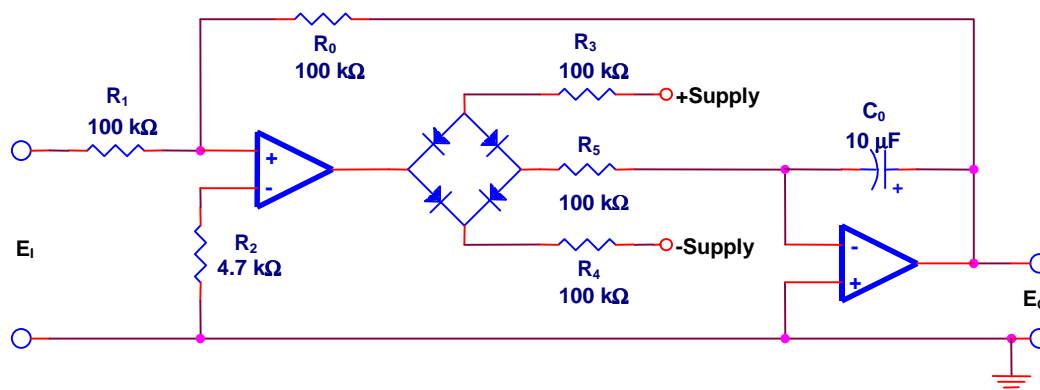 R0
100 kΩ
R3
100 kΩ
+Supply
R1
100 kΩ
C0
10 µF
+
+
-
R5
100 kΩ
EI
R2
4.7 kΩ
-Supply
R4
100 kΩ
-
+